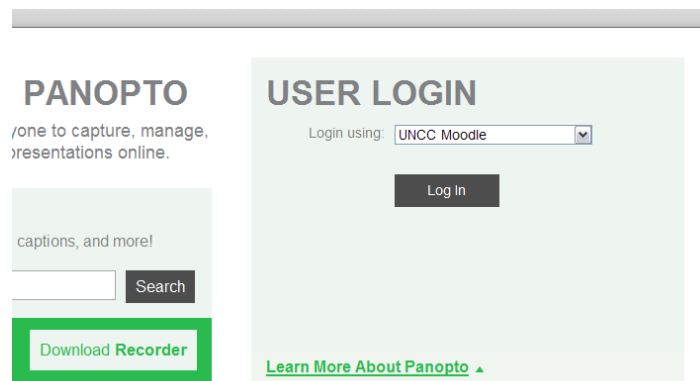 PANOPTO
yone to capture, manage,
presentations online.
captions, and more!
Search
Download Recorder
USER LOGIN
Login using: UNCC Moodle
Log In
Learn More About Panopto